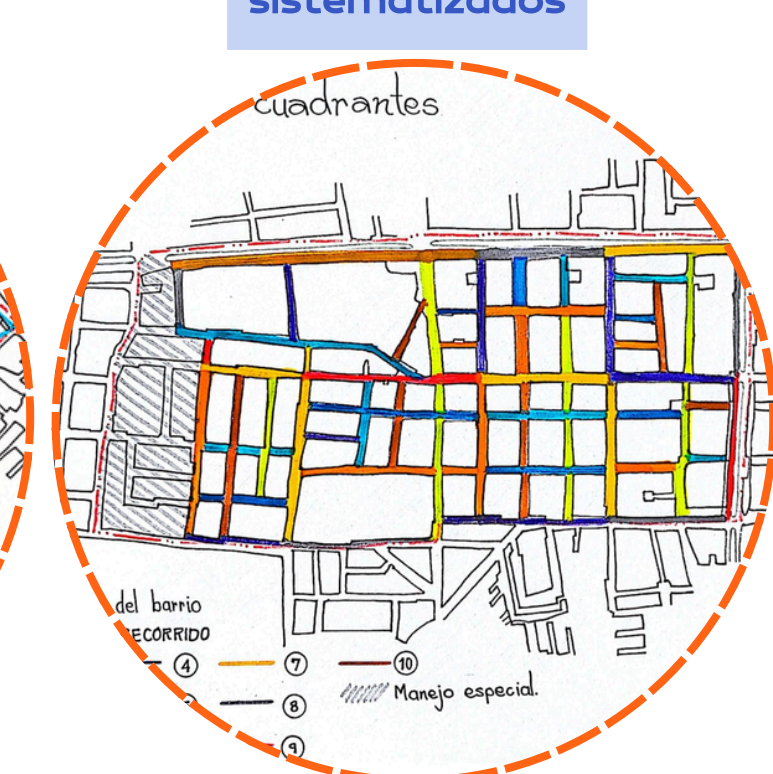 sistematizados
cuadrantes
del barrio
RECORRIDO
4 7 10
8 Manejo especial.
9